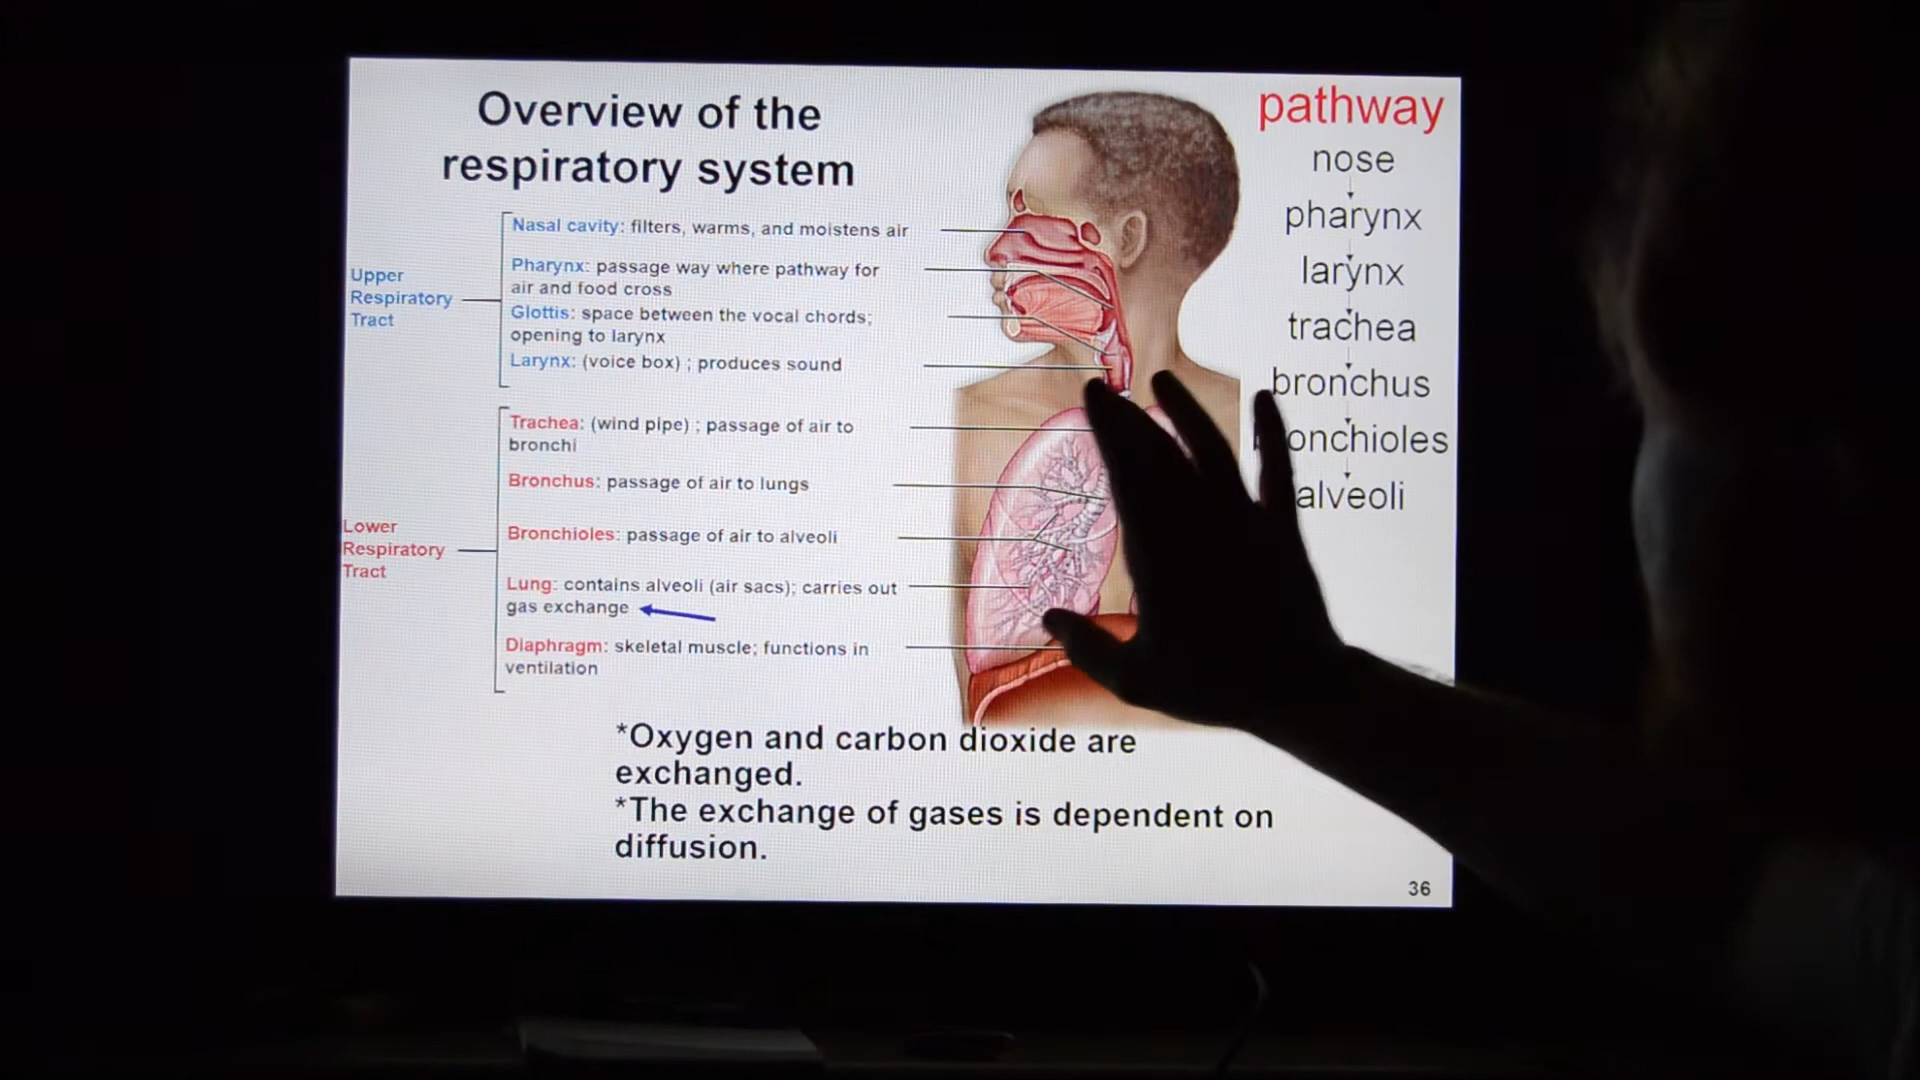 Overview of the
respiratory system
Upper
Respiratory
Tract
Nasal cavity: filters, warms, and moistens air
Pharynx: passage way where pathway for
air and food cross
Glottis: space between the vocal chords;
opening to larynx
Larynx: (voice box) ; produces sound
Lower
Respiratory
Tract
Trachea: (wind pipe) ; passage of air to
bronchi
Bronchus: passage of air to lungs
Bronchioles: passage of air to alveoli
Lung: contains alveoli (air sacs); carries out
gas exchange
Diaphragm: skeletal muscle; functions in
ventilation
pathway
nose
pharynx
larynx
trachea
bronchus
onchioles
alveoli
*Oxygen and carbon dioxide are
exchanged.
*The exchange of gases is dependent on
diffusion.
36